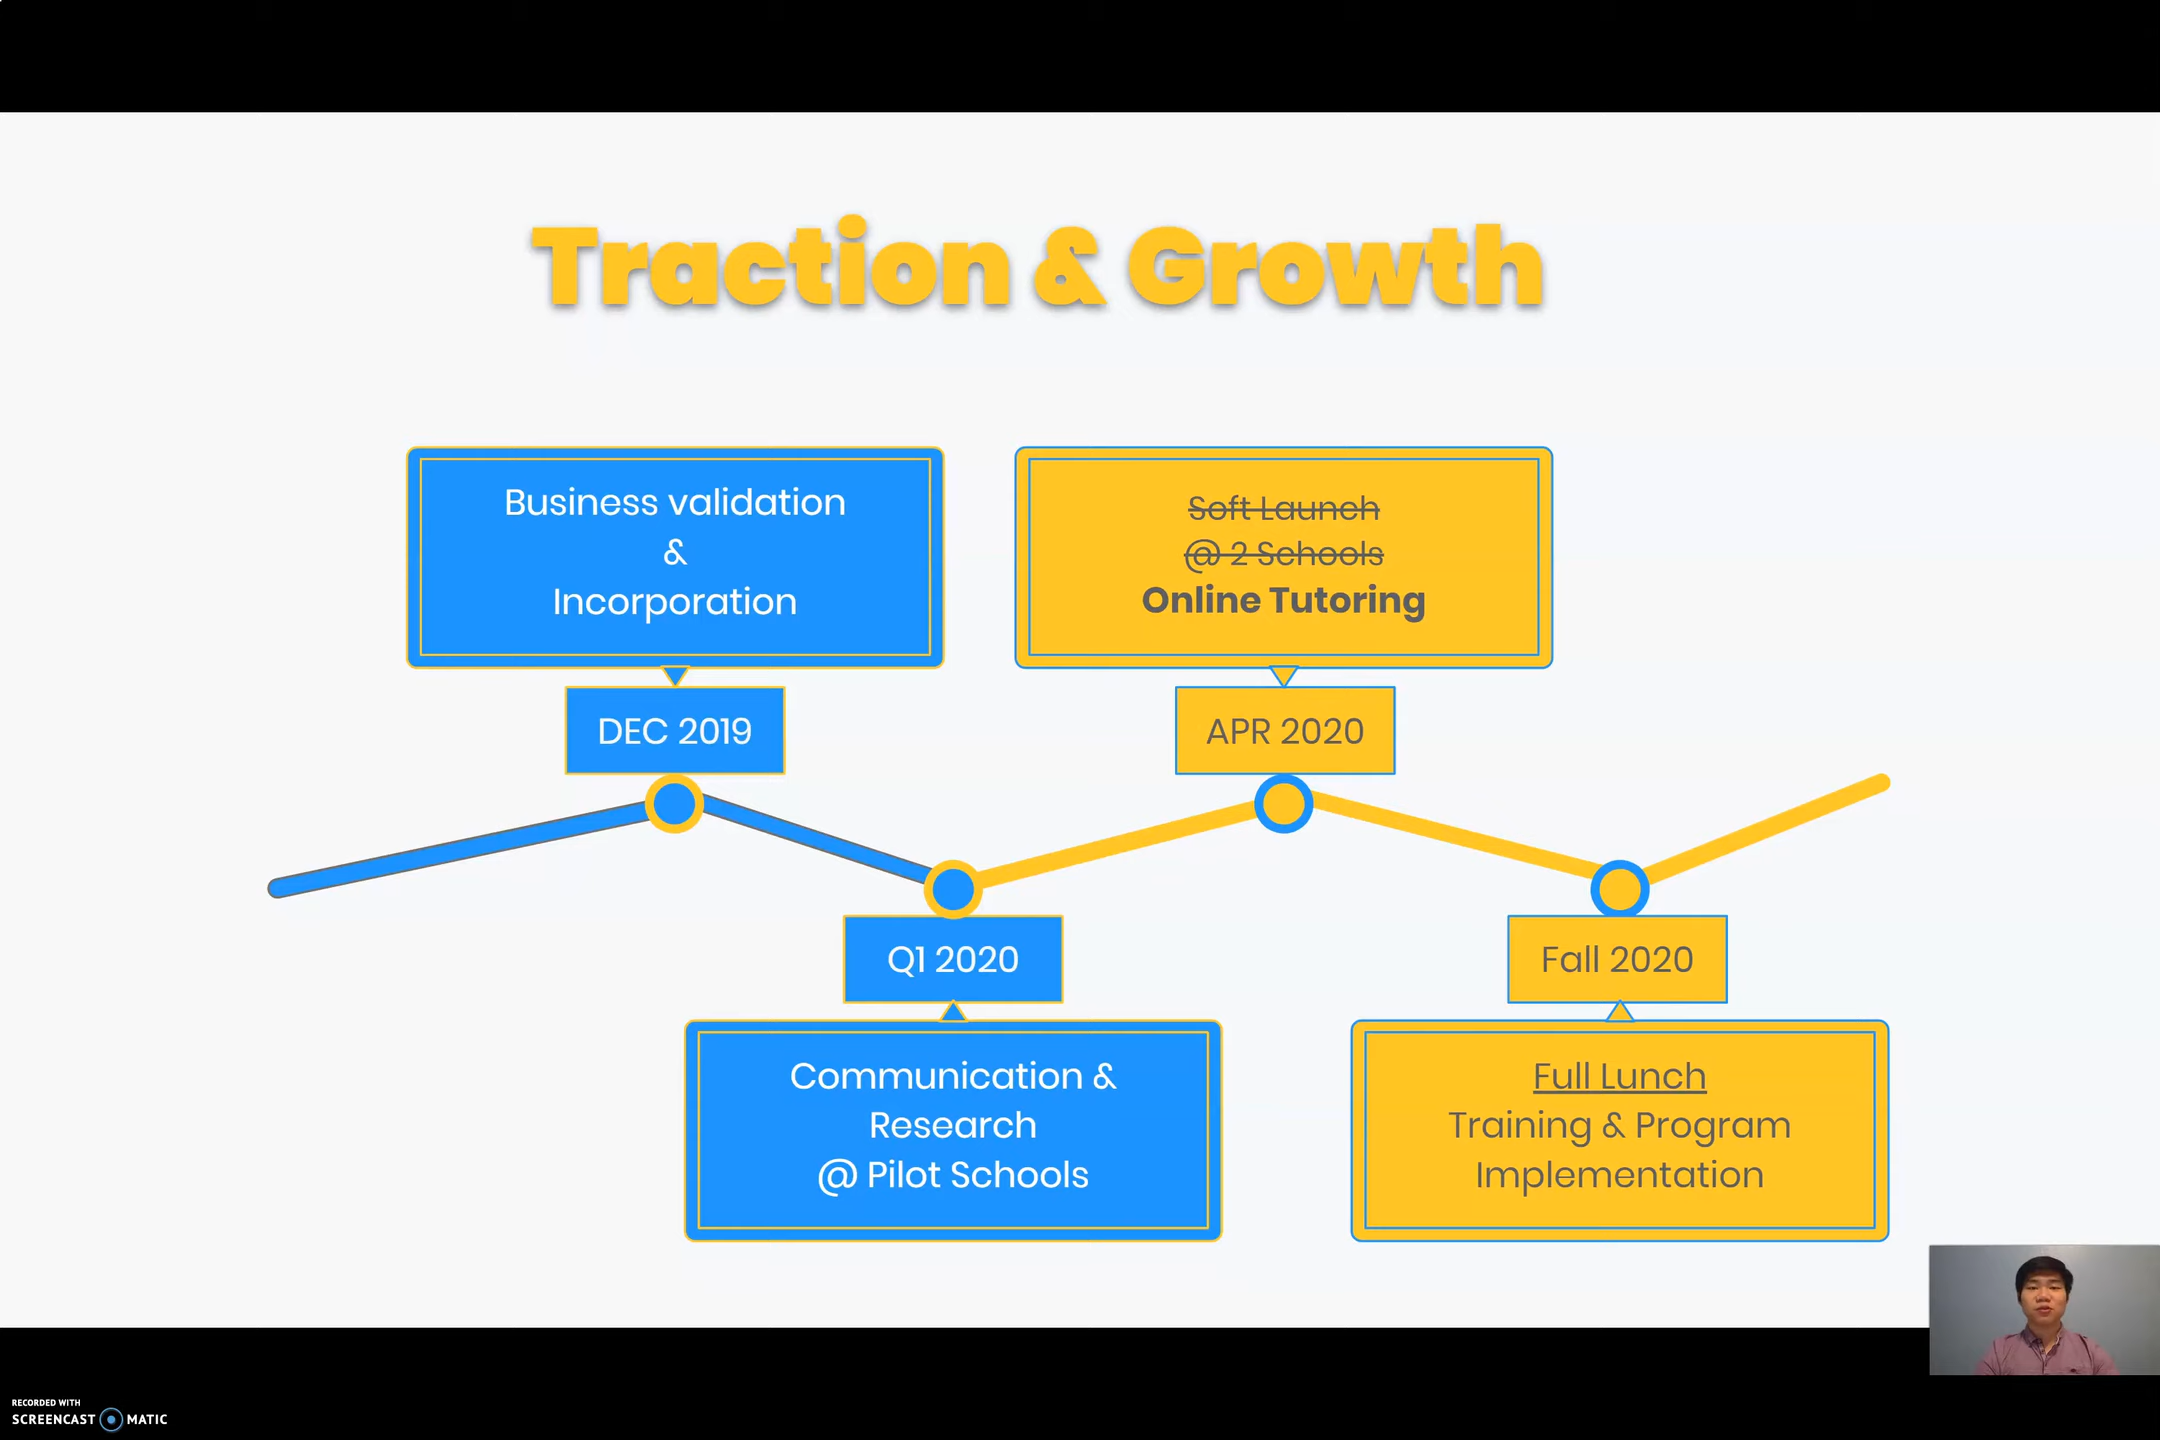 Traction & Growth
Business validation
&
Incorporation
DEC 2019
Soft Launch
@ 2 Schools
Online Tutoring
APR 2020
Q1 2020
Communication &
Research
@ Pilot Schools
Fall 2020
Full Lunch
Training & Program
Implementation
RECORDED WITH
SCREENCAST MATIC